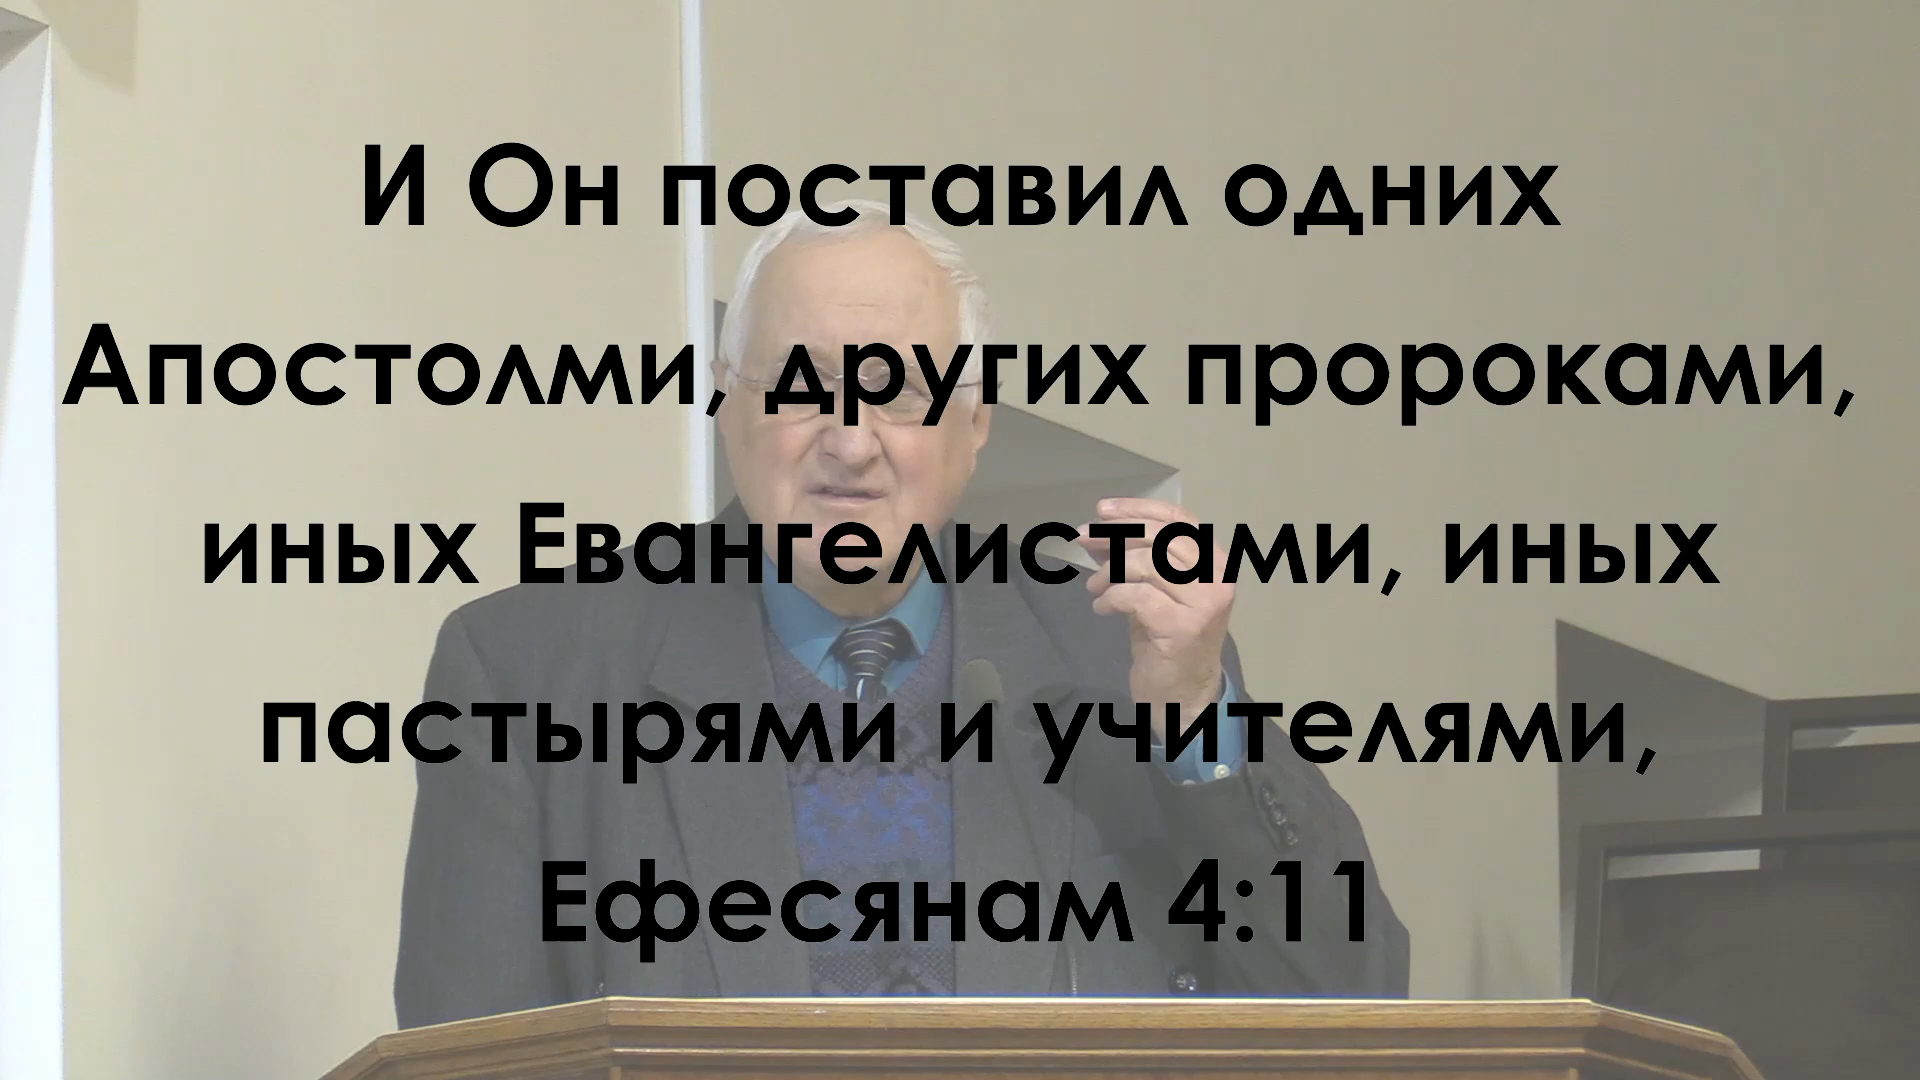 И Он поставил одних
Апостолми, других пророками,
иных Евангелистами, иных
пастырями и учителями,
Ефесянам 4:11